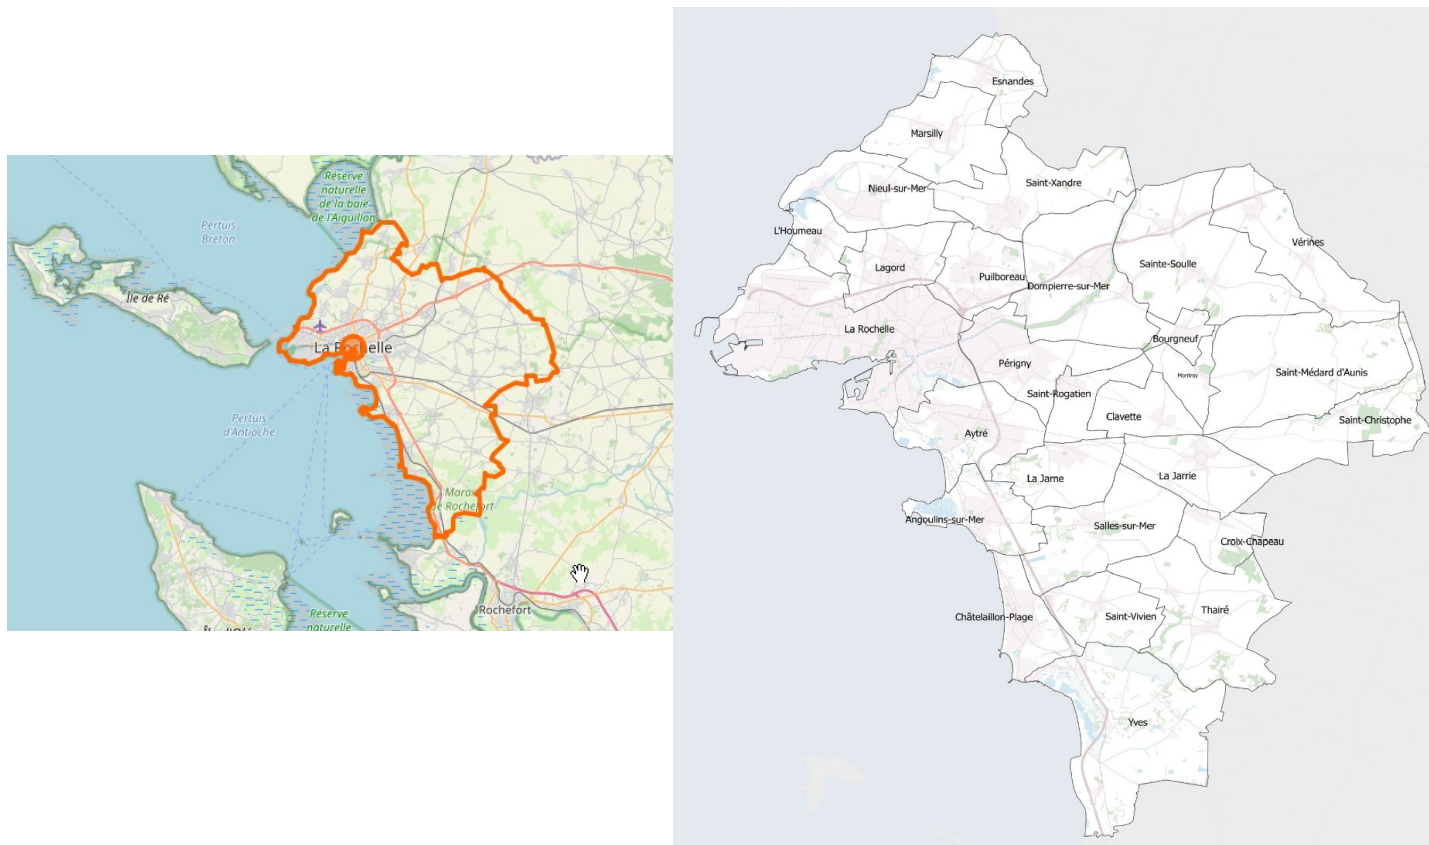 Réserve
naturelle
de la baie
de l'Aiguillon
Pertuis
Breton
Île de Ré
La Rochelle
Pertuis
d'Antioche
Marais
de Rochefort
Rochefort
Réserve
naturelle
Esnandes
Marsilly
Nieul-sur-Mer
Saint-Xandre
L'Houmeau
Vérines
Lagord
Puilboreau
Sainte-Soulle
Dompierre-sur-Mer
La Rochelle
Bourgneuf
Périgny
Montroy
Saint-Médard d'Aunis
Saint-Rogatien
Clavette
Saint-Christophe
Aytré
La Jarne
La Jarrie
Angoulins-sur-Mer
Salles-sur-Mer
Croix-Chapeau
Châtelaillon-Plage
Saint-Vivien
Thairé
Yves